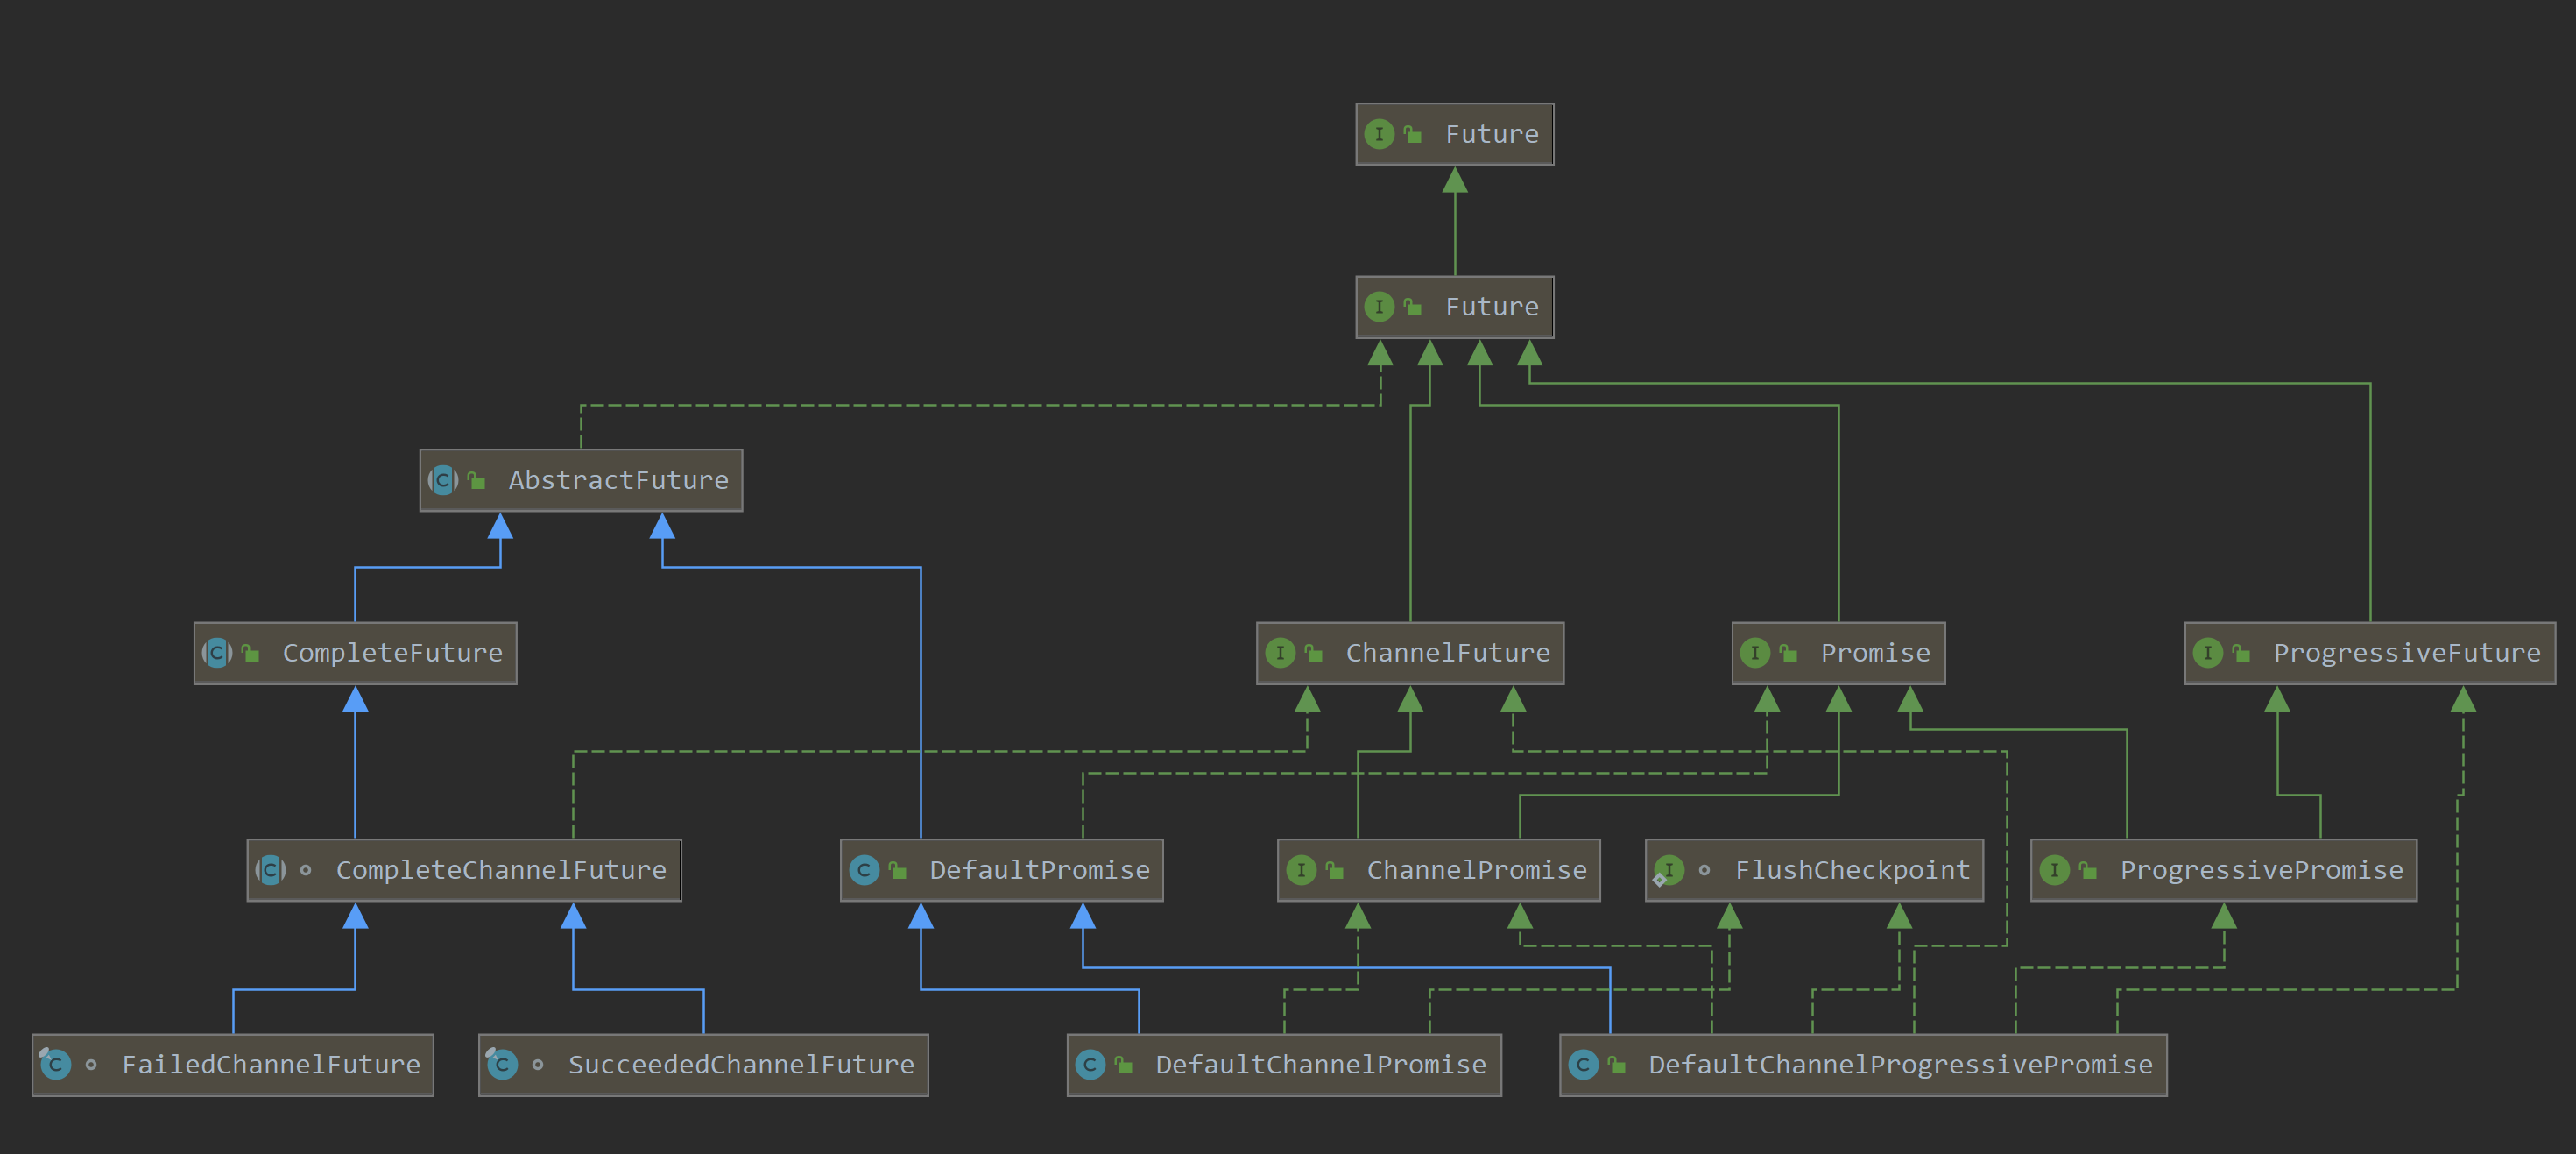 Future
Future
AbstractFuture
CompleteFuture
ChannelFuture
Promise
ProgressiveFuture
CompleteChannelFuture
DefaultPromise
ChannelPromise
FlushCheckpoint
ProgressivePromise
FailedChannelFuture
SucceededChannelFuture
DefaultChannelPromise
DefaultChannelProgressivePromise